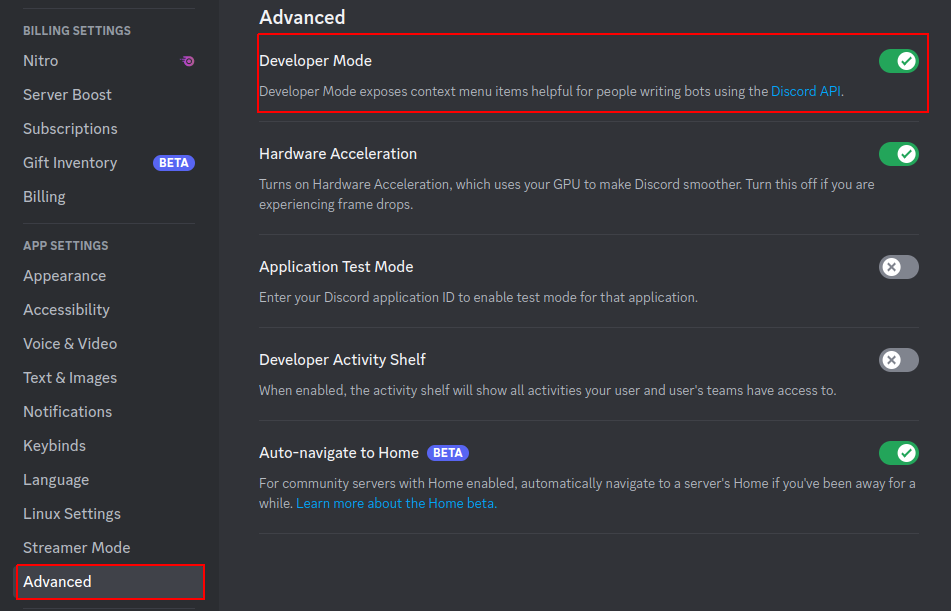 BILLING SETTINGS
Nitro
Server Boost
Subscriptions
Gift Inventory BETA
Billing
APP SETTINGS
Appearance
Accessibility
Voice & Video
Text & Images
Notifications
Keybinds
Language
Linux Settings
Streamer Mode
Advanced
Advanced
Developer Mode
Developer Mode exposes context menu items helpful for people writing bots using the Discord API.
Hardware Acceleration
Turns on Hardware Acceleration, which uses your GPU to make Discord smoother. Turn this off if you are
experiencing frame drops.
Application Test Mode
Enter your Discord application ID to enable test mode for that application.
Developer Activity Shelf
When enabled, the activity shelf will show all activities your user and user's teams have access to.
Auto-navigate to Home BETA
For community servers with Home enabled, automatically navigate to a server's Home if you've been away for a
while. Learn more about the Home beta.